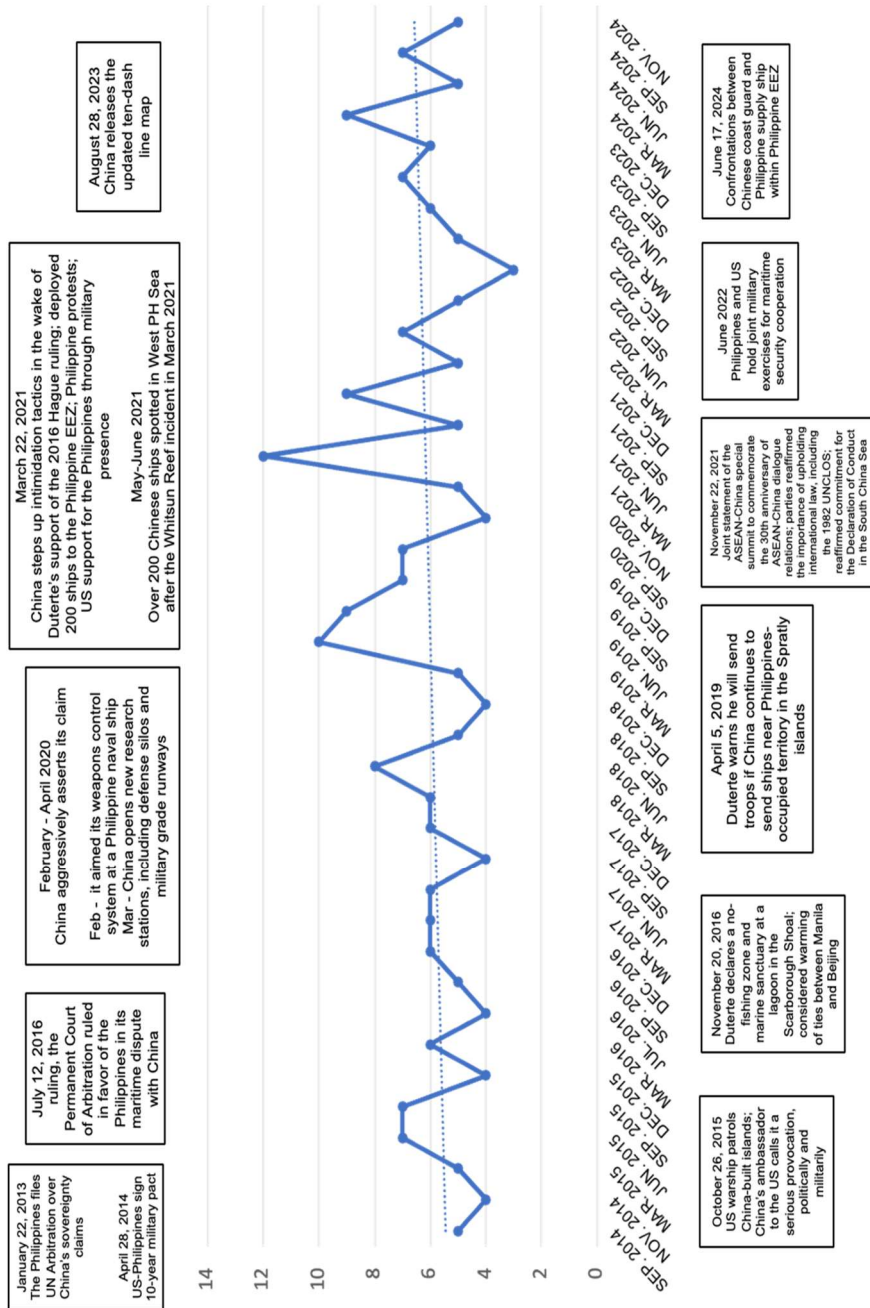 January 22, 2013
The Philippines files
UN Arbitration over
China's sovereignty
claims
April 28, 2014
US-Philippines sign
10-year military pact
July 12, 2016
ruling, the
Permanent Court
of Arbitration ruled
in favor of the
Philippines in its
maritime dispute
with China
February - April 2020
China aggressively asserts its claim
Feb - it aimed its weapons control
system at a Philippine naval ship
Mar - China opens new research
stations, including defense silos and
military grade runways
March 22, 2021
China steps up intimidation tactics in the wake of
Duterte's support of the 2016 Hague ruling; deployed
200 ships to the Philippine EEZ; Philippine protests;
US support for the Philippines through military
presence
May-June 2021
Over 200 Chinese ships spotted in West PH Sea
after the Whitsun Reef incident in March 2021
August 28, 2023
China releases the
updated ten-dash
line map
14
12
10
8
6
4
2
0
SEP. 2014
NOV. 2014
MAR. 2015
JUN. 2015
SEP. 2015
DEC. 2015
MAR. 2016
JUL. 2016
SEP. 2016
DEC. 2016
MAR. 2017
JUN. 2017
SEP. 2017
DEC. 2017
MAR. 2018
JUN. 2018
SEP. 2018
DEC. 2018
MAR. 2019
JUN. 2019
SEP. 2019
DEC. 2019
SEP. 2020
NOV. 2020
MAR. 2021
JUN. 2021
SEP. 2021
DEC. 2021
MAR. 2022
JUN. 2022
SEP. 2022
DEC. 2022
MAR. 2023
JUN. 2023
SEP. 2023
DEC. 2023
MAR. 2024
JUN. 2024
SEP. 2024
NOV. 2024
October 26, 2015
US warship patrols
China-built islands;
China's ambassador
to the US calls it a
serious provocation,
politically and
militarily
November 20, 2016
Duterte declares a no-
fishing zone and
marine sanctuary at a
lagoon in the
Scarborough Shoal;
considered warming
of ties between Manila
and Beijing
April 5, 2019
Duterte warns he will send
troops if China continues to
send ships near Philippines-
occupied territory in the Spratly
islands
November 22, 2021
Joint statement of the
ASEAN-China special
summit to commemorate
the 30th anniversary of
ASEAN-China dialogue
relations; parties reaffirmed
the importance of upholding
international law, including
the 1982 UNCLOS;
reaffirmed commitment for
the Declaration of Conduct
in the South China Sea
June 2022
Philippines and US
hold joint military
exercises for maritime
security cooperation
June 17, 2024
Confrontations between
Chinese coast guard and
Philippine supply ship
within Philippine EEZ